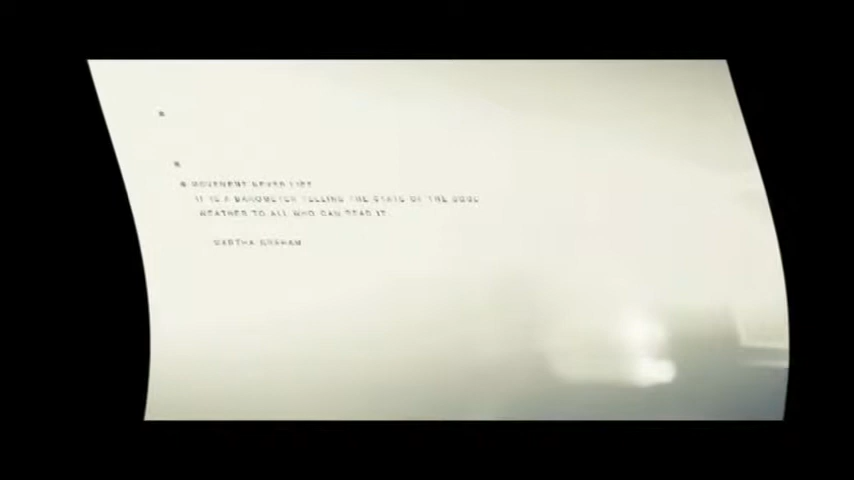 MOVEMENT NEVER LIES
IT IS A BAROMETER TELLING THE STATE OF THE SOUL
WEATHER TO ALL WHO CAN READ IT
MARTHA GRAHAM